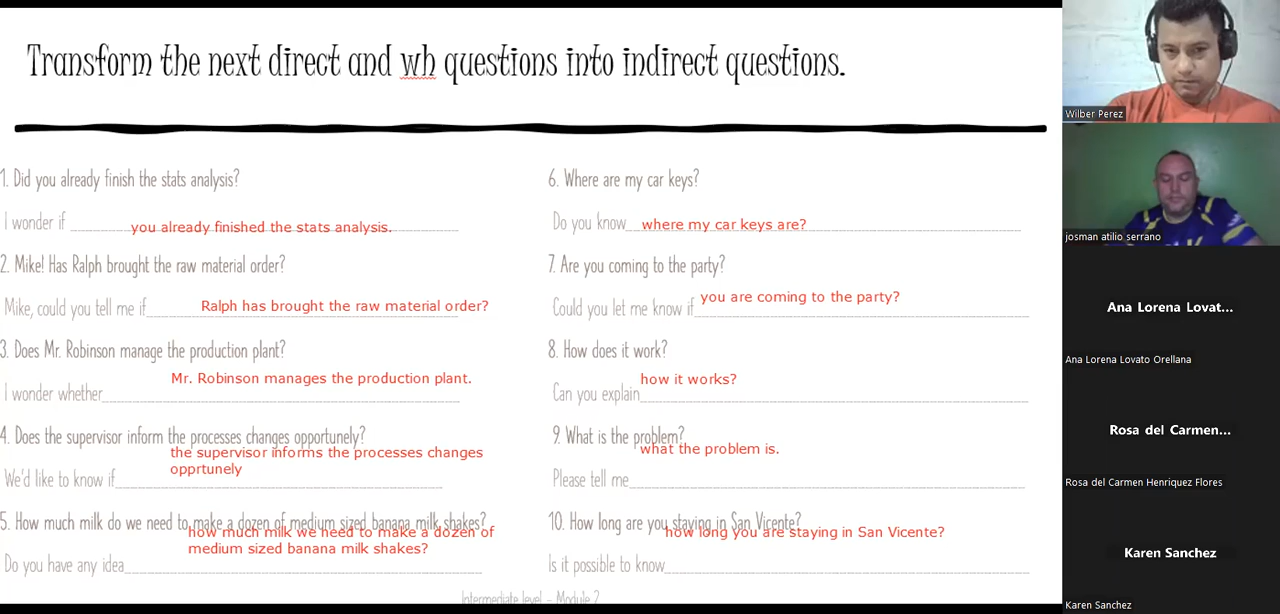 Transform the next direct and wh questions into indirect questions.
1. Did you already finish the stats analysis?
I wonder if you already finished the stats analysis.
2. Mike! Has Ralph brought the raw material order?
Mike, could you tell me if Ralph has brought the raw material order?
3. Does Mr. Robinson manage the production plant?
I wonder whether Mr. Robinson manages the production plant.
4. Does the supervisor inform the processes changes opportunely?
the supervisor informs the processes changes
opprtunely
We'd like to know if
5. How much milk do we need to make a dozen of medium sized banana milk shakes?
how much milk we need to make a dozen of
medium sized banana milk shakes?
Do you have any idea
6. Where are my car keys?
Do you know where my car keys are?
7. Are you coming to the party?
Could you let me know if you are coming to the party?
8. How does it work?
how it works?
Can you explain
9. What is the problem?
what the problem is.
Please tell me
10. How long are you staying in San Vicente?
how long you are staying in San Vicente?
Is it possible to know
Intermediate level - Module 2
Wilber Perez
josman atilio serrano
Ana Lorena Lovat...
Ana Lorena Lovato Orellana
Rosa del Carmen...
Rosa del Carmen Henriquez Flores
Karen Sanchez
Karen Sanchez